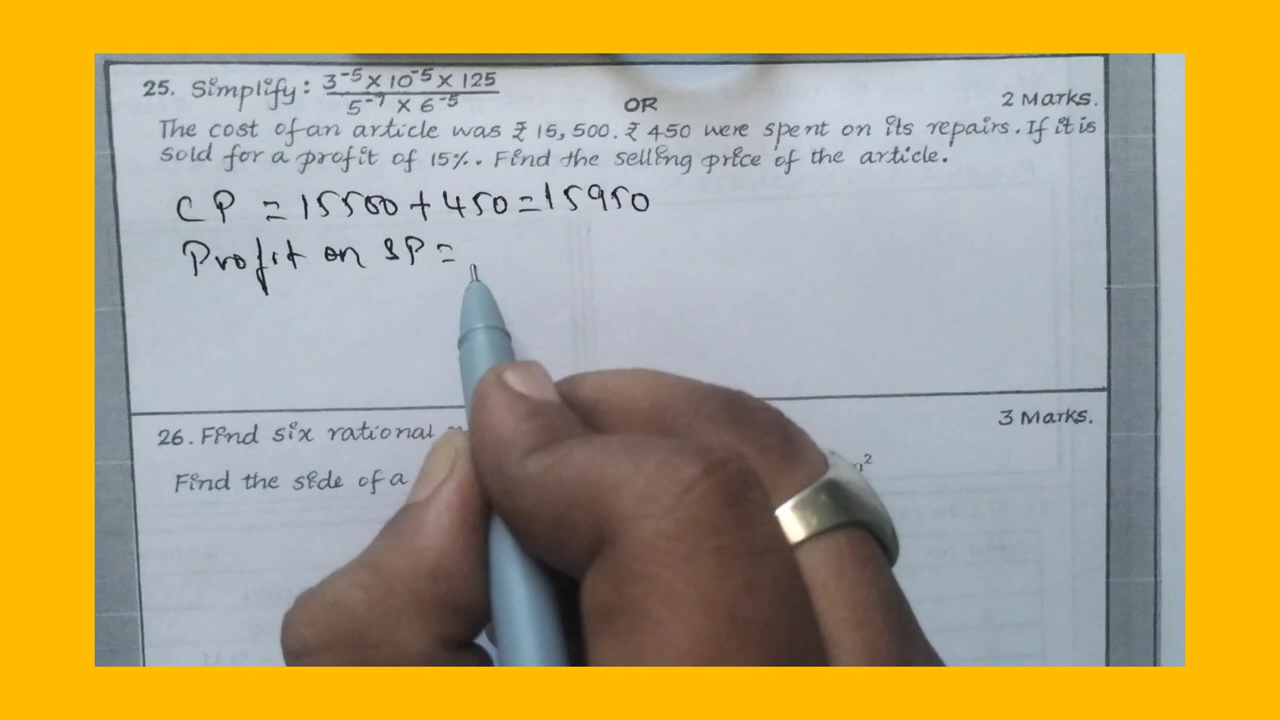 25. Simplify: 3⁻⁵ × 10⁻⁵ × 125 / 5⁻⁷ × 6⁻⁵
OR 2 Marks.
The cost of an article was ₹ 15,500. ₹ 450 were spent on its repairs. If it is
sold for a profit of 15%. Find the selling price of the article.
CP = 15500 + 450 = 15950
Profit on SP =
26. Find six rational 3 Marks.
Find the side of a